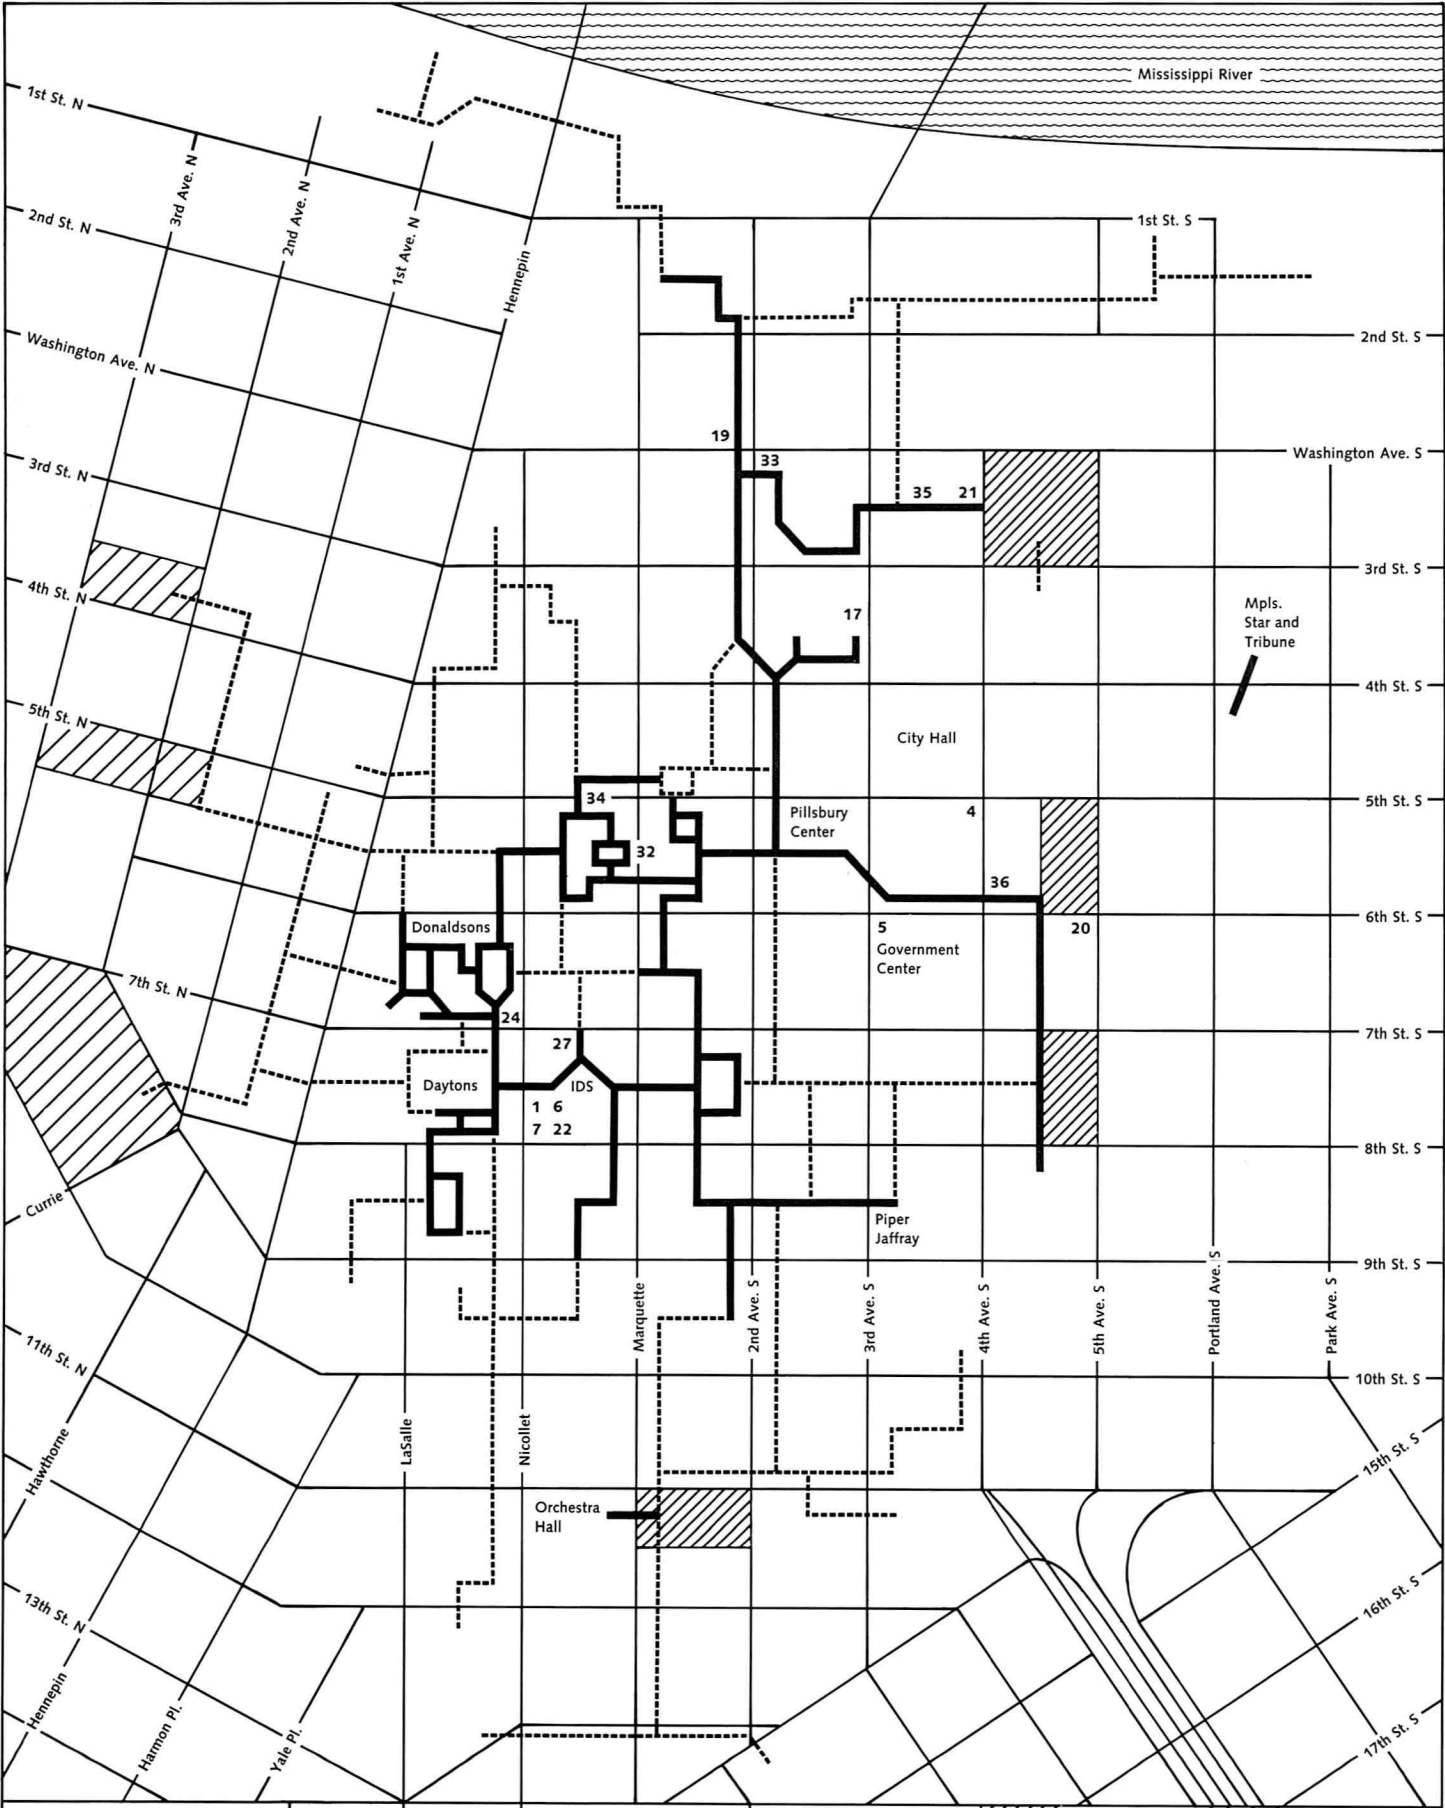 Mississippi River
1st St. N
3rd Ave. N
2nd Ave. N
1st Ave. N
Hennepin
2nd St. N
1st St. S
Washington Ave. N
2nd St. S
19
33
Washington Ave. S
3rd St. N
35
21
3rd St. S
4th St. N
17
Mpls.
Star and
Tribune
4th St. S
5th St. N
City Hall
34
5th St. S
Pillsbury
Center
4
32
36
6th St. S
Donaldsons
5
20
Government
Center
7th St. N
24
7th St. S
27
Daytons
IDS
1 6
7 22
8th St. S
Currie
Piper
Jaffray
9th St. S
Marquette
2nd Ave. S
3rd Ave. S
4th Ave. S
5th Ave. S
Portland Ave. S
Park Ave. S
11th St. N
10th St. S
LaSalle
Nicollet
Hawthorne
15th St. S
Orchestra
Hall
16th St. S
13th St. N
Hennepin
Harmon Pl.
Yale Pl.
17th St. S